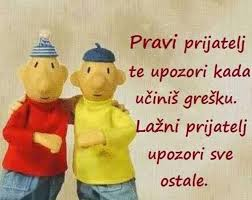 Pravi prijatelj
te upozori kada
učiniš grešku.
Lažni prijatelj
upozori sve
ostale.